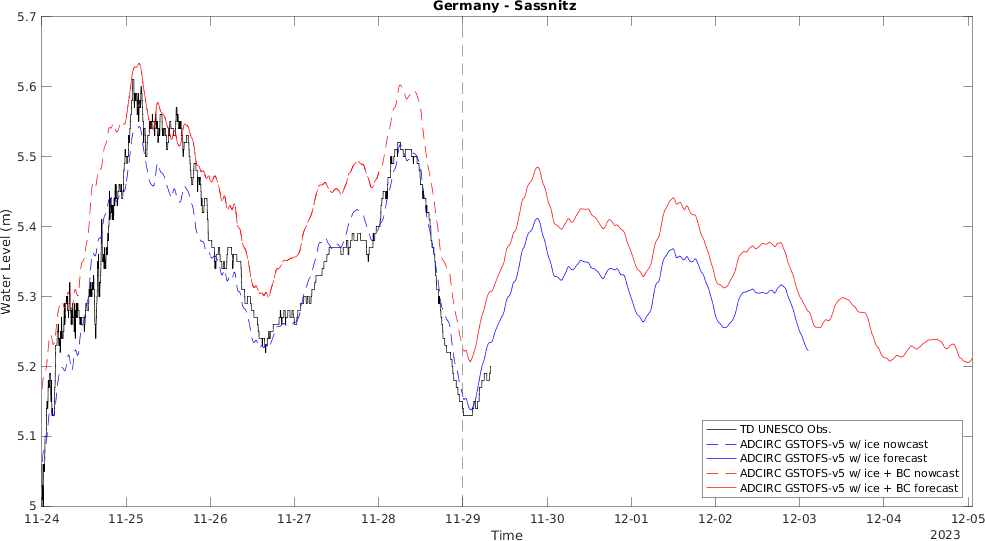 Germany - Sassnitz
5.7
5.6
5.5
5.4
5.3
5.2
5.1
5
Water Level (m)
TD UNESCO Obs.
ADCIRC GSTOFS-v5 w/ ice nowcast
ADCIRC GSTOFS-v5 w/ ice forecast
ADCIRC GSTOFS-v5 w/ ice + BC nowcast
ADCIRC GSTOFS-v5 w/ ice + BC forecast
11-24 11-25 11-26 11-27 11-28 11-29 11-30 12-01 12-02 12-03 12-04 12-05
Time
2023